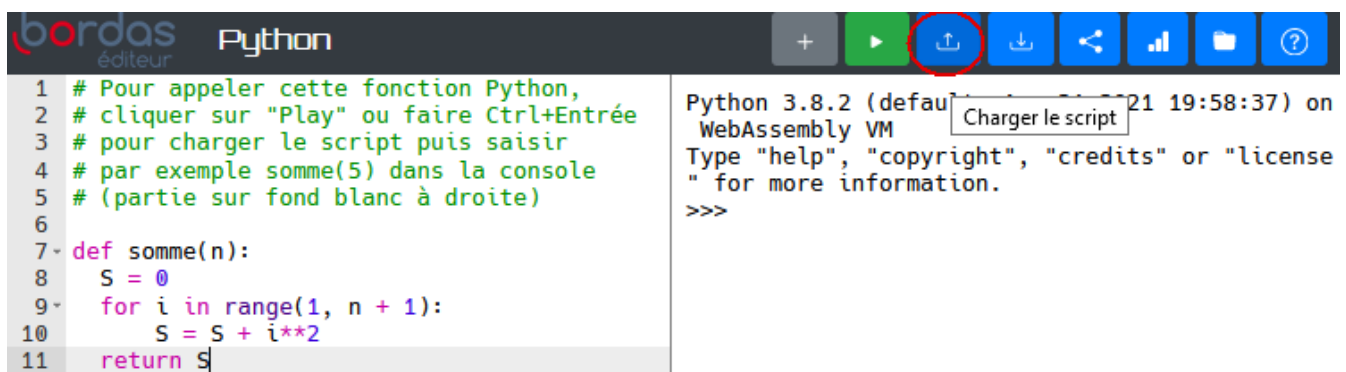 bordas
éditeur
Python
+
?
1 # Pour appeler cette fonction Python,
2 # cliquer sur "Play" ou faire Ctrl+Entrée
3 # pour charger le script puis saisir
4 # par exemple somme(5) dans la console
5 # (partie sur fond blanc à droite)
6
7 def somme(n):
8 S = 0
9 for i in range(1, n + 1):
10 S = S + i**2
11 return S
Python 3.8.2 (defaul 21 19:58:37) on
Charger le script
WebAssembly VM
Type "help", "copyright", "credits" or "license
" for more information.
>>>